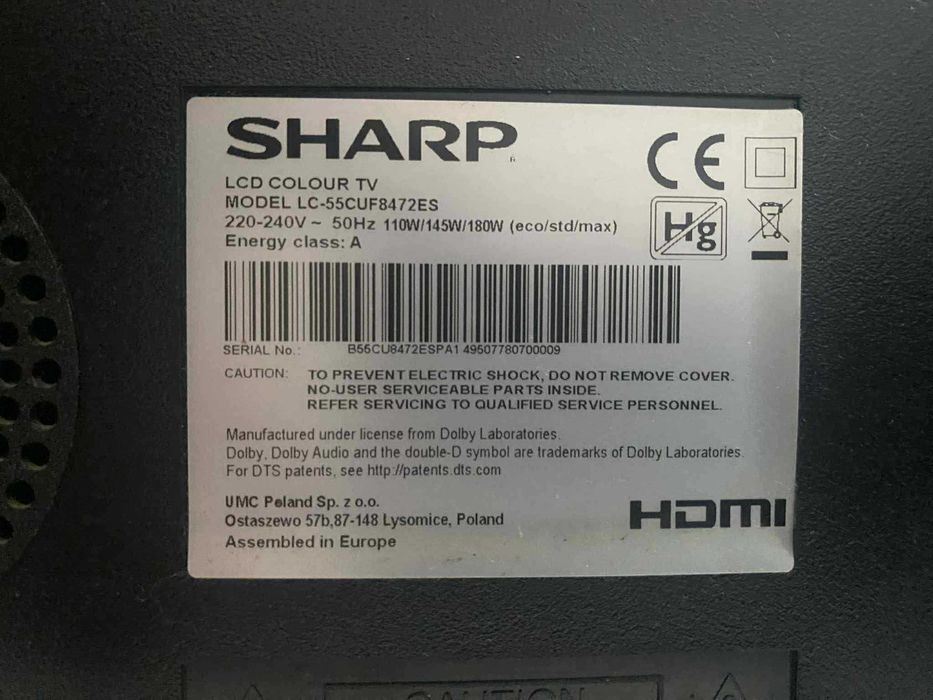 SHARP
LCD COLOUR TV
MODEL LC-55CUF8472ES
220-240V ~ 50Hz 110W/145W/180W (eco/std/max)
Energy class: A
CE
Hg
SERIAL No.: B55CU8472ESPA1 49507780700009
CAUTION: TO PREVENT ELECTRIC SHOCK, DO NOT REMOVE COVER.
NO-USER SERVICEABLE PARTS INSIDE.
REFER SERVICING TO QUALIFIED SERVICE PERSONNEL.
Manufactured under license from Dolby Laboratories.
Dolby, Dolby Audio and the double-D symbol are trademarks of Dolby Laboratories.
For DTS patents, see http://patents.dts.com
UMC Poland Sp. z o.o.
Ostaszewo 57b,87-148 Lysomice, Poland
Assembled in Europe
HDMI
CAUTION